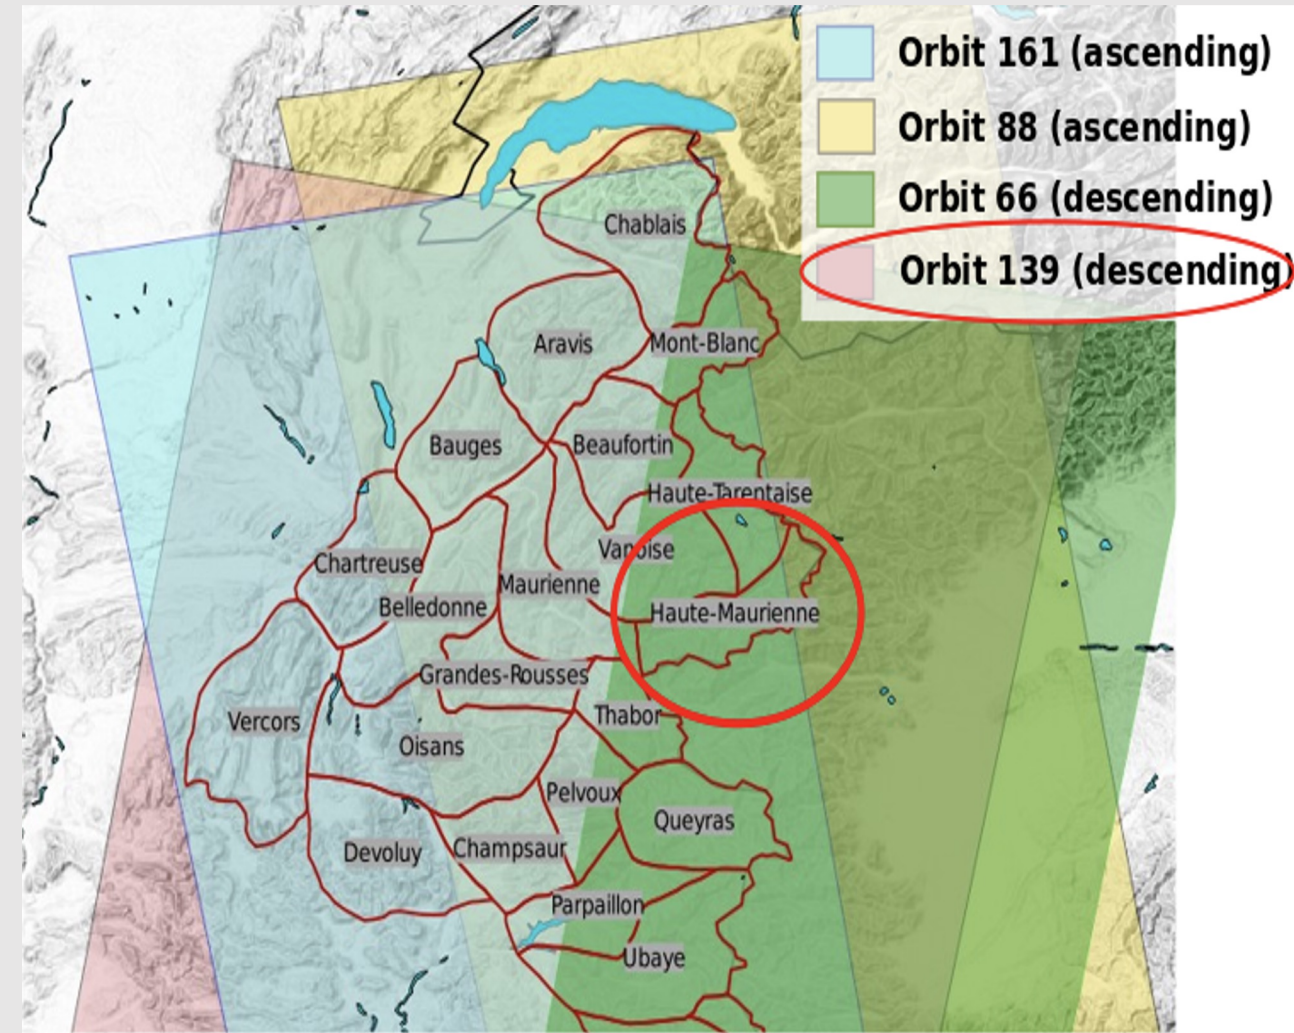 Orbit 161 (ascending)
Orbit 88 (ascending)
Orbit 66 (descending)
Orbit 139 (descending)
Chablais
Aravis
Mont-Blanc
Bauges
Beaufortin
Haute-Tarentaise
Vanoise
Chartreuse
Maurienne
Belledonne
Haute-Maurienne
Grandes-Rousses
Vercors
Thabor
Oisans
Pelvoux
Queyras
Devoluy
Champsaur
Parpaillon
Ubaye